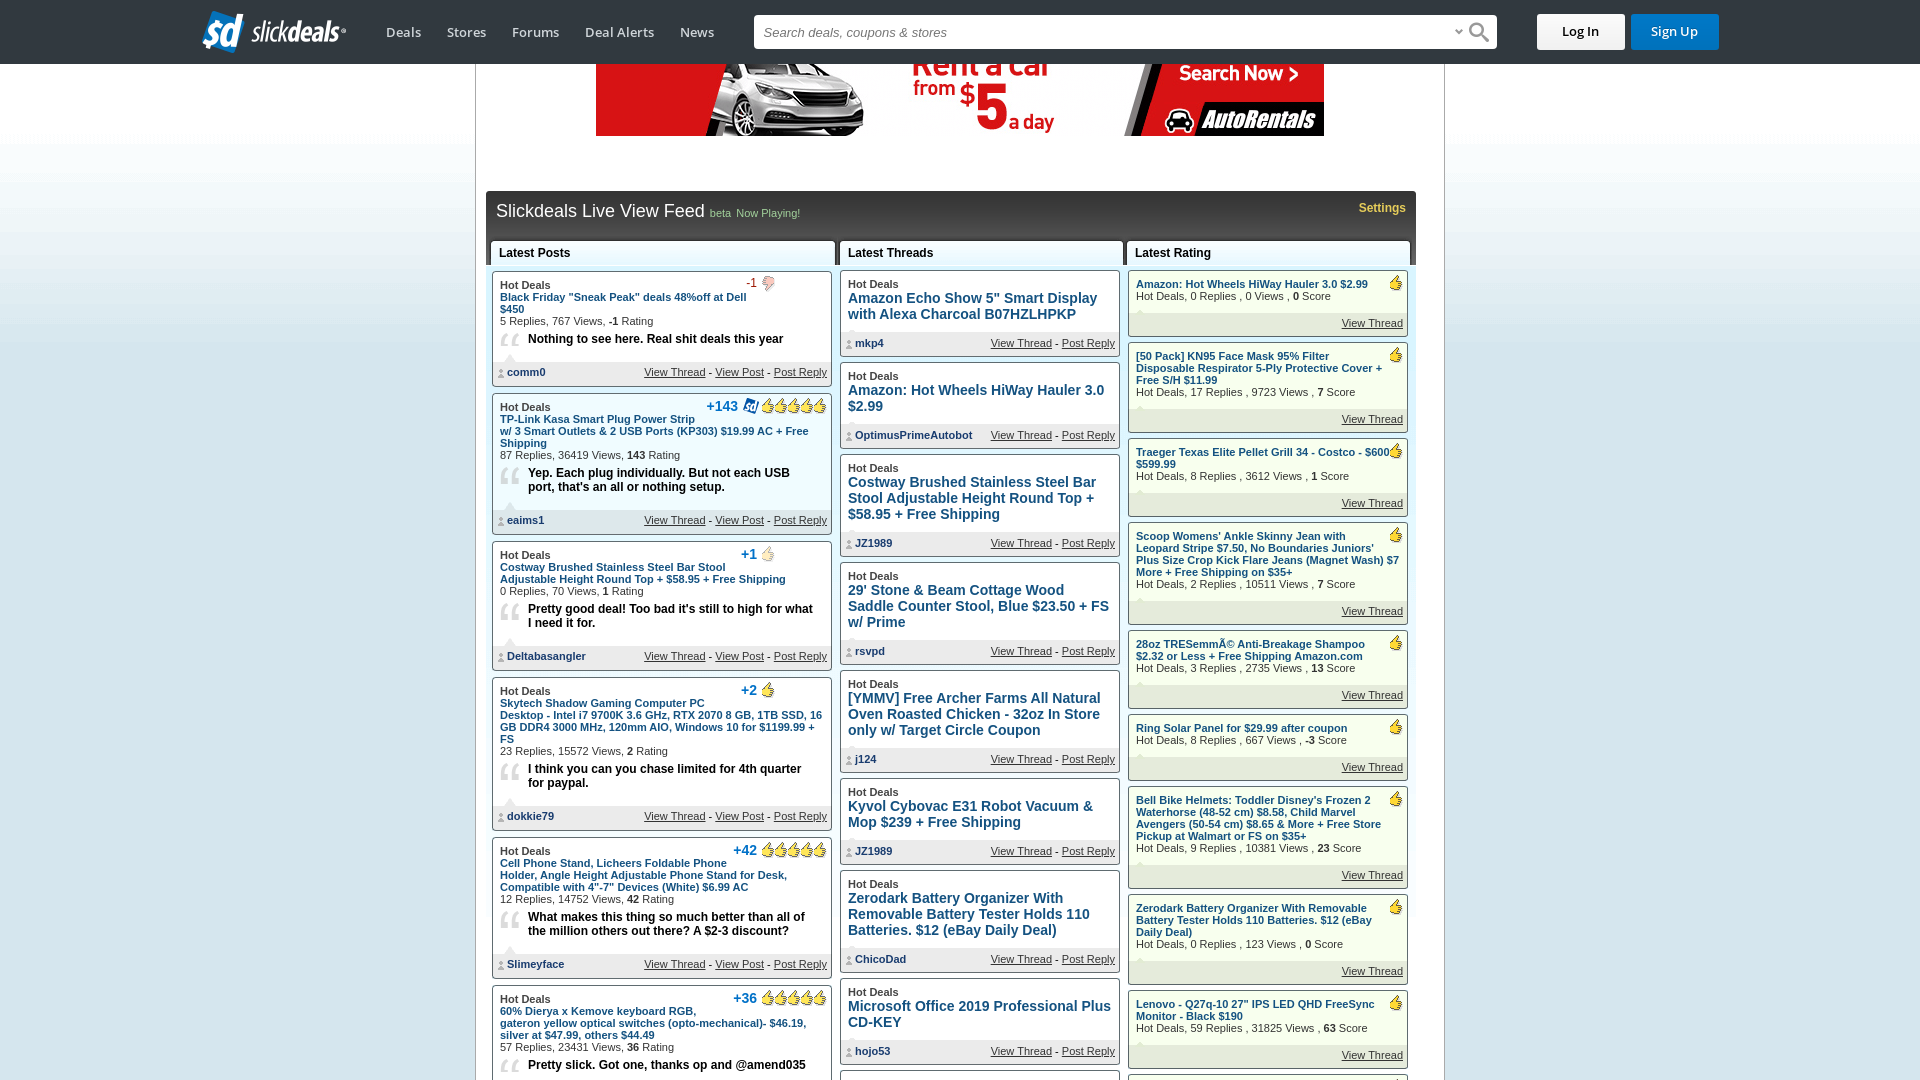 slickdeals
Deals
Stores
Forums
Deal Alerts
News
Search deals, coupons & stores
Log In
Sign Up
Rent a car
from $5 a day
Search Now >
AutoRentals
Slickdeals Live View Feed beta Now Playing!
Settings
Latest Posts
Hot Deals
-1
Black Friday "Sneak Peak" deals 48%off at Dell
$450
5 Replies, 767 Views, -1 Rating
Nothing to see here. Real shit deals this year
comm0
View Thread - View Post - Post Reply
Hot Deals
+143
TP-Link Kasa Smart Plug Power Strip
w/ 3 Smart Outlets & 2 USB Ports (KP303) $19.99 AC + Free
Shipping
87 Replies, 36419 Views, 143 Rating
Yep. Each plug individually. But not each USB
port, that's an all or nothing setup.
eaims1
View Thread - View Post - Post Reply
Hot Deals
+1
Costway Brushed Stainless Steel Bar Stool
Adjustable Height Round Top + $58.95 + Free Shipping
0 Replies, 70 Views, 1 Rating
Pretty good deal! Too bad it's still to high for what
I need it for.
Deltabasangler
View Thread - View Post - Post Reply
Hot Deals
+2
Skytech Shadow Gaming Computer PC
Desktop - Intel i7 9700K 3.6 GHz, RTX 2070 8 GB, 1TB SSD, 16
GB DDR4 3000 MHz, 120mm AIO, Windows 10 for $1199.99 +
FS
23 Replies, 15572 Views, 2 Rating
I think you can you chase limited for 4th quarter
for paypal.
dokkie79
View Thread - View Post - Post Reply
Hot Deals
+42
Cell Phone Stand, Licheers Foldable Phone
Holder, Angle Height Adjustable Phone Stand for Desk,
Compatible with 4"-7" Devices (White) $6.99 AC
12 Replies, 14752 Views, 42 Rating
What makes this thing so much better than all of
the million others out there? A $2-3 discount?
Slimeyface
View Thread - View Post - Post Reply
Hot Deals
+36
60% Dierya x Kemove keyboard RGB,
gateron yellow optical switches (opto-mechanical)- $46.19,
silver at $47.99, others $44.49
57 Replies, 23431 Views, 36 Rating
Pretty slick. Got one, thanks op and @amend035
Latest Threads
Hot Deals
Amazon Echo Show 5" Smart Display
with Alexa Charcoal B07HZLHPKP
mkp4
View Thread - Post Reply
Hot Deals
Amazon: Hot Wheels HiWay Hauler 3.0
$2.99
OptimusPrimeAutobot
View Thread - Post Reply
Hot Deals
Costway Brushed Stainless Steel Bar
Stool Adjustable Height Round Top +
$58.95 + Free Shipping
JZ1989
View Thread - Post Reply
Hot Deals
29' Stone & Beam Cottage Wood
Saddle Counter Stool, Blue $23.50 + FS
w/ Prime
rsvpd
View Thread - Post Reply
Hot Deals
[YMMV] Free Archer Farms All Natural
Oven Roasted Chicken - 32oz In Store
only w/ Target Circle Coupon
j124
View Thread - Post Reply
Hot Deals
Kyvol Cybovac E31 Robot Vacuum &
Mop $239 + Free Shipping
JZ1989
View Thread - Post Reply
Hot Deals
Zerodark Battery Organizer With
Removable Battery Tester Holds 110
Batteries. $12 (eBay Daily Deal)
ChicoDad
View Thread - Post Reply
Hot Deals
Microsoft Office 2019 Professional Plus
CD-KEY
hojo53
View Thread - Post Reply
Latest Rating
Amazon: Hot Wheels HiWay Hauler 3.0 $2.99
Hot Deals, 0 Replies , 0 Views , 0 Score
View Thread
[50 Pack] KN95 Face Mask 95% Filter
Disposable Respirator 5-Ply Protective Cover +
Free S/H $11.99
Hot Deals, 17 Replies , 9723 Views , 7 Score
View Thread
Traeger Texas Elite Pellet Grill 34 - Costco - $600
$599.99
Hot Deals, 8 Replies , 3612 Views , 1 Score
View Thread
Scoop Womens' Ankle Skinny Jean with
Leopard Stripe $7.50, No Boundaries Juniors'
Plus Size Crop Kick Flare Jeans (Magnet Wash) $7
More + Free Shipping on $35+
Hot Deals, 2 Replies , 10511 Views , 7 Score
View Thread
28oz TRESemmÃ© Anti-Breakage Shampoo
$2.32 or Less + Free Shipping Amazon.com
Hot Deals, 3 Replies , 2735 Views , 13 Score
View Thread
Ring Solar Panel for $29.99 after coupon
Hot Deals, 8 Replies , 667 Views , -3 Score
View Thread
Bell Bike Helmets: Toddler Disney's Frozen 2
Waterhorse (48-52 cm) $8.58, Child Marvel
Avengers (50-54 cm) $8.65 & More + Free Store
Pickup at Walmart or FS on $35+
Hot Deals, 9 Replies , 10381 Views , 23 Score
View Thread
Zerodark Battery Organizer With Removable
Battery Tester Holds 110 Batteries. $12 (eBay
Daily Deal)
Hot Deals, 0 Replies , 123 Views , 0 Score
View Thread
Lenovo - Q27q-10 27" IPS LED QHD FreeSync
Monitor - Black $190
Hot Deals, 59 Replies , 31825 Views , 63 Score
View Thread